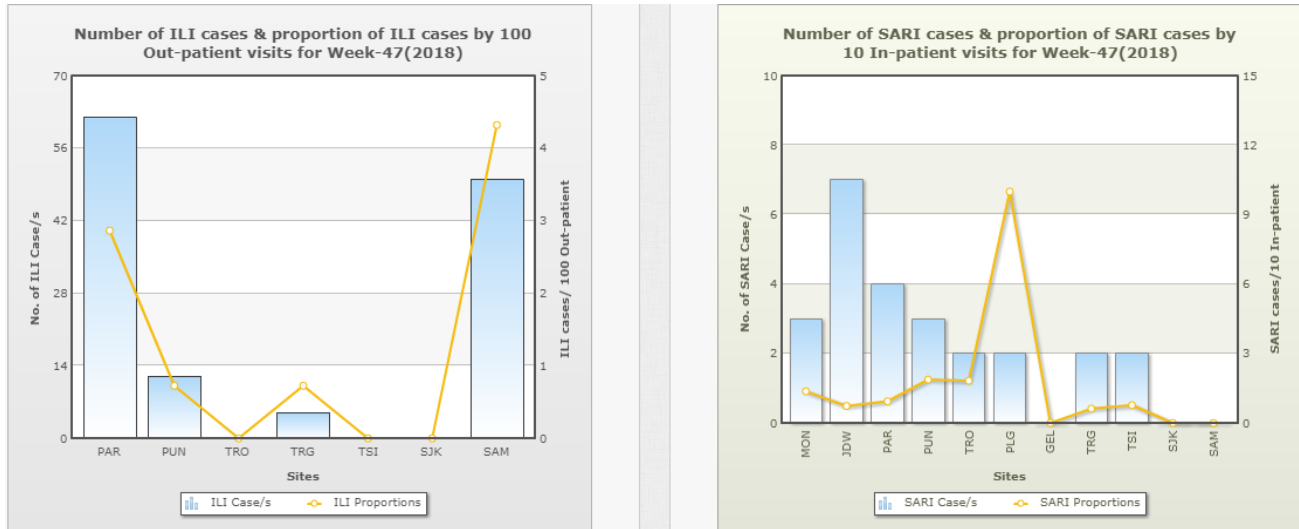 Number of ILI cases & proportion of ILI cases by 100
Out-patient visits for Week-47(2018)
70
56
42
28
14
0
No. of ILI Case/s
5
4
3
2
1
0
ILI cases/ 100 Out-patient
PAR PUN TRO TRG TSI SJK SAM
Sites
ILI Case/s ILI Proportions
Number of SARI cases & proportion of SARI cases by
10 In-patient visits for Week-47(2018)
10
8
6
4
2
0
No. of SARI Case/s
15
12
9
6
3
0
SARI cases/10 In-patient
MON
JDW
PAR
PUN
TRO
PLG
GEL
TRG
TSI
SJK
SAM
Sites
SARI Case/s SARI Proportions